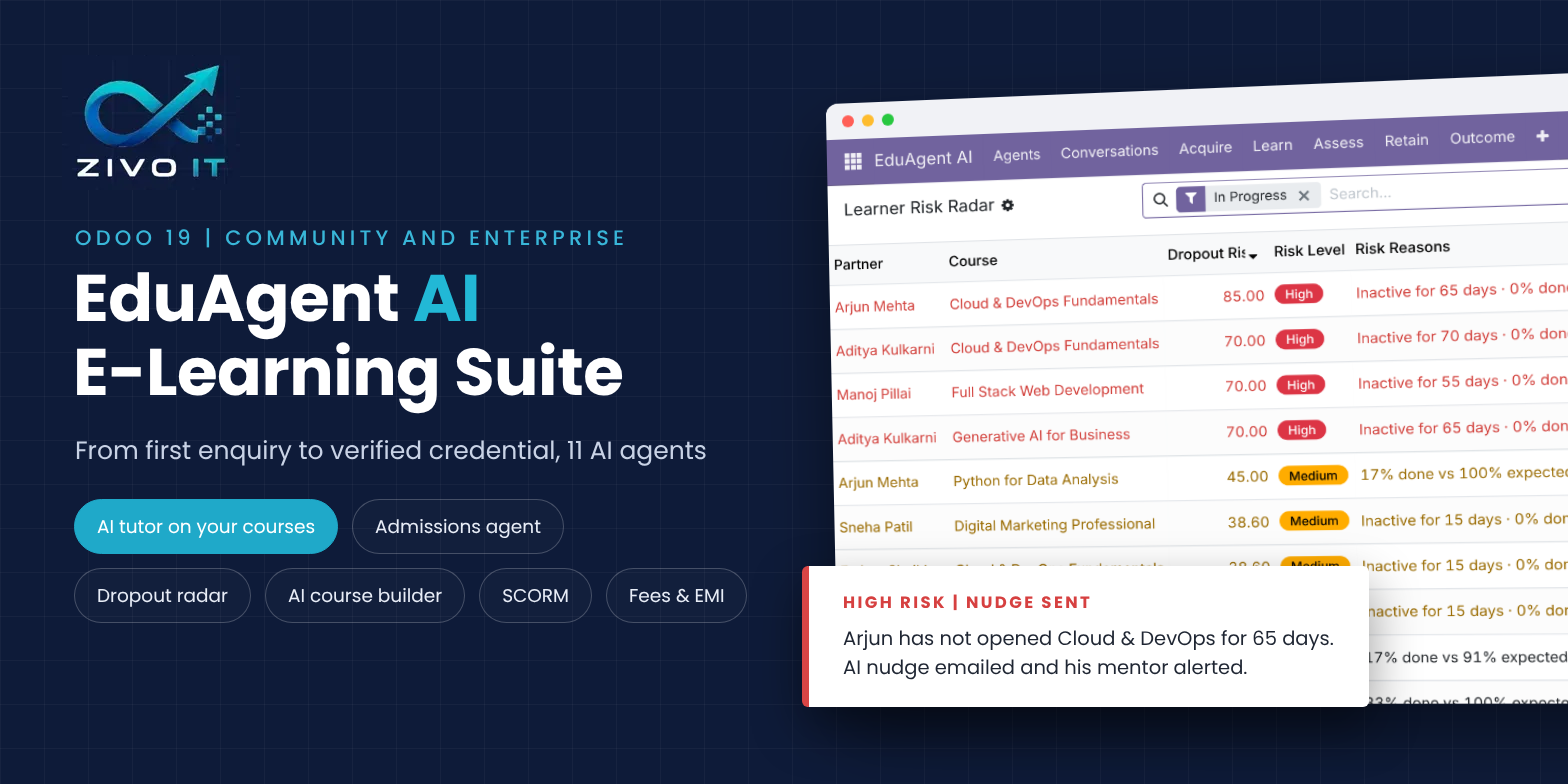 ZIVO IT
ODOO 19 | COMMUNITY AND ENTERPRISE
EduAgent AI
E-Learning Suite
From first enquiry to verified credential, 11 AI agents
AI tutor on your courses
Admissions agent
Dropout radar
AI course builder
SCORM
Fees & EMI
EduAgent AI Agents Conversations Acquire Learn Assess Retain Outcome
Learner Risk Radar
In Progress
Search...
Partner Course Dropout Ris Risk Level Risk Reasons
Arjun Mehta Cloud & DevOps Fundamentals 85.00 High Inactive for 65 days · 0% done
Aditya Kulkarni Cloud & DevOps Fundamentals 70.00 High Inactive for 70 days · 0% done
Manoj Pillai Full Stack Web Development 70.00 High Inactive for 55 days · 0% don
Aditya Kulkarni Generative AI for Business 70.00 High Inactive for 65 days · 0% don
Arjun Mehta Python for Data Analysis 45.00 Medium 17% done vs 100% expected
Sneha Patil Digital Marketing Professional 38.60 Medium Inactive for 15 days · 0% don
Inactive for 15 days · 0% don
nactive for 15 days · 0% don
17% done vs 91% expected
done vs 100% expected
HIGH RISK | NUDGE SENT
Arjun has not opened Cloud & DevOps for 65 days.
AI nudge emailed and his mentor alerted.